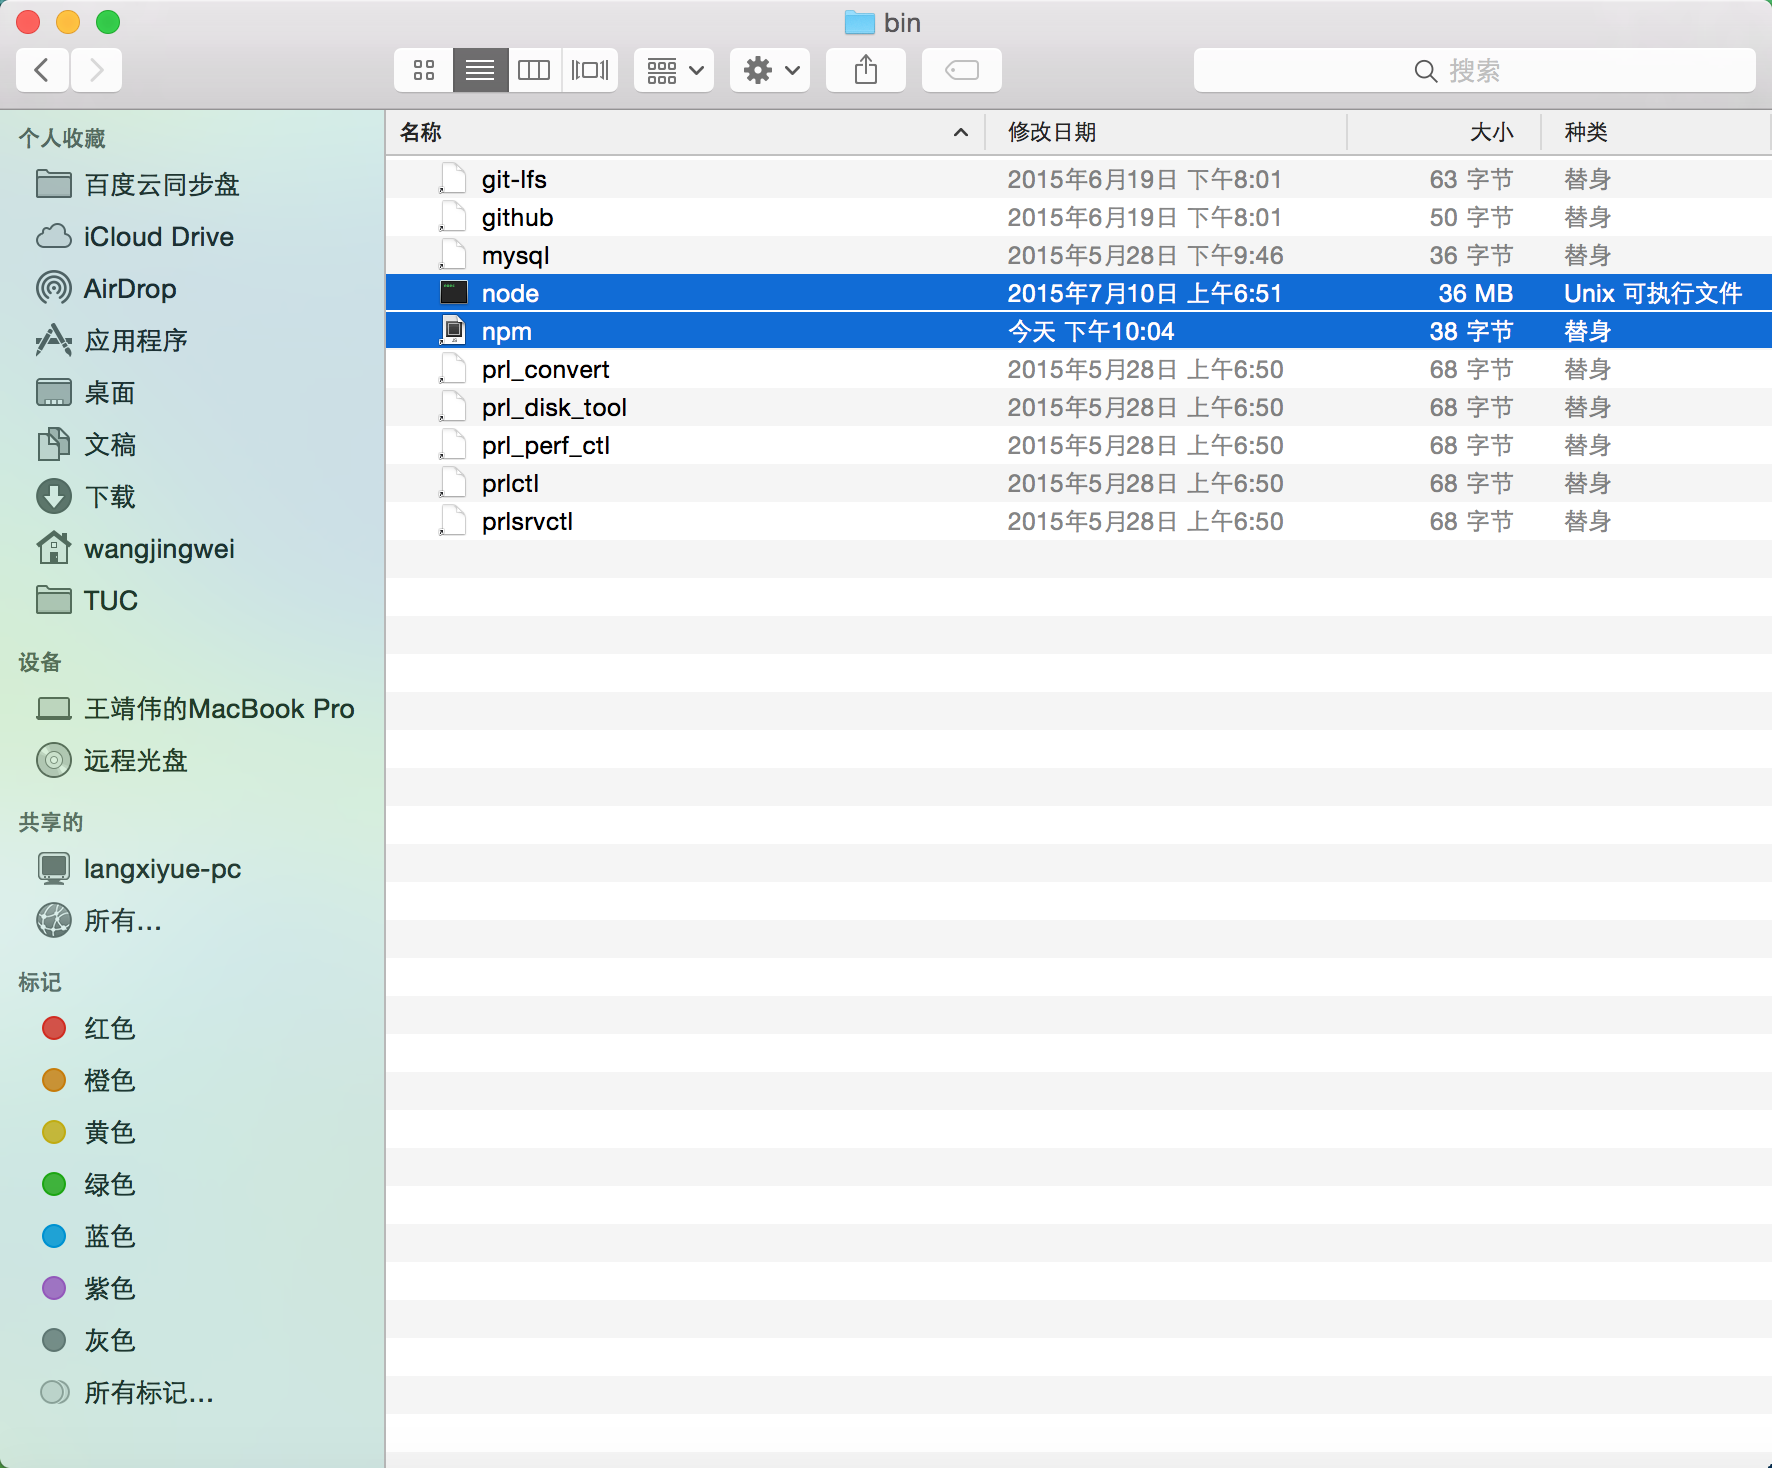 bin
搜索
个人收藏
百度云同步盘
iCloud Drive
AirDrop
应用程序
桌面
文稿
下载
wangjingwei
TUC
设备
王靖伟的MacBook Pro
远程光盘
共享的
langxiyue-pc
所有...
标记
红色
橙色
黄色
绿色
蓝色
紫色
灰色
所有标记...
名称 修改日期 大小 种类
git-lfs 2015年6月19日 下午8:01 63 字节 替身
github 2015年6月19日 下午8:01 50 字节 替身
mysql 2015年5月28日 下午9:46 36 字节 替身
node 2015年7月10日 上午6:51 36 MB Unix 可执行文件
npm 今天 下午10:04 38 字节 替身
prl_convert 2015年5月28日 上午6:50 68 字节 替身
prl_disk_tool 2015年5月28日 上午6:50 68 字节 替身
prl_perf_ctl 2015年5月28日 上午6:50 68 字节 替身
prlctl 2015年5月28日 上午6:50 68 字节 替身
prlsrvctl 2015年5月28日 上午6:50 68 字节 替身